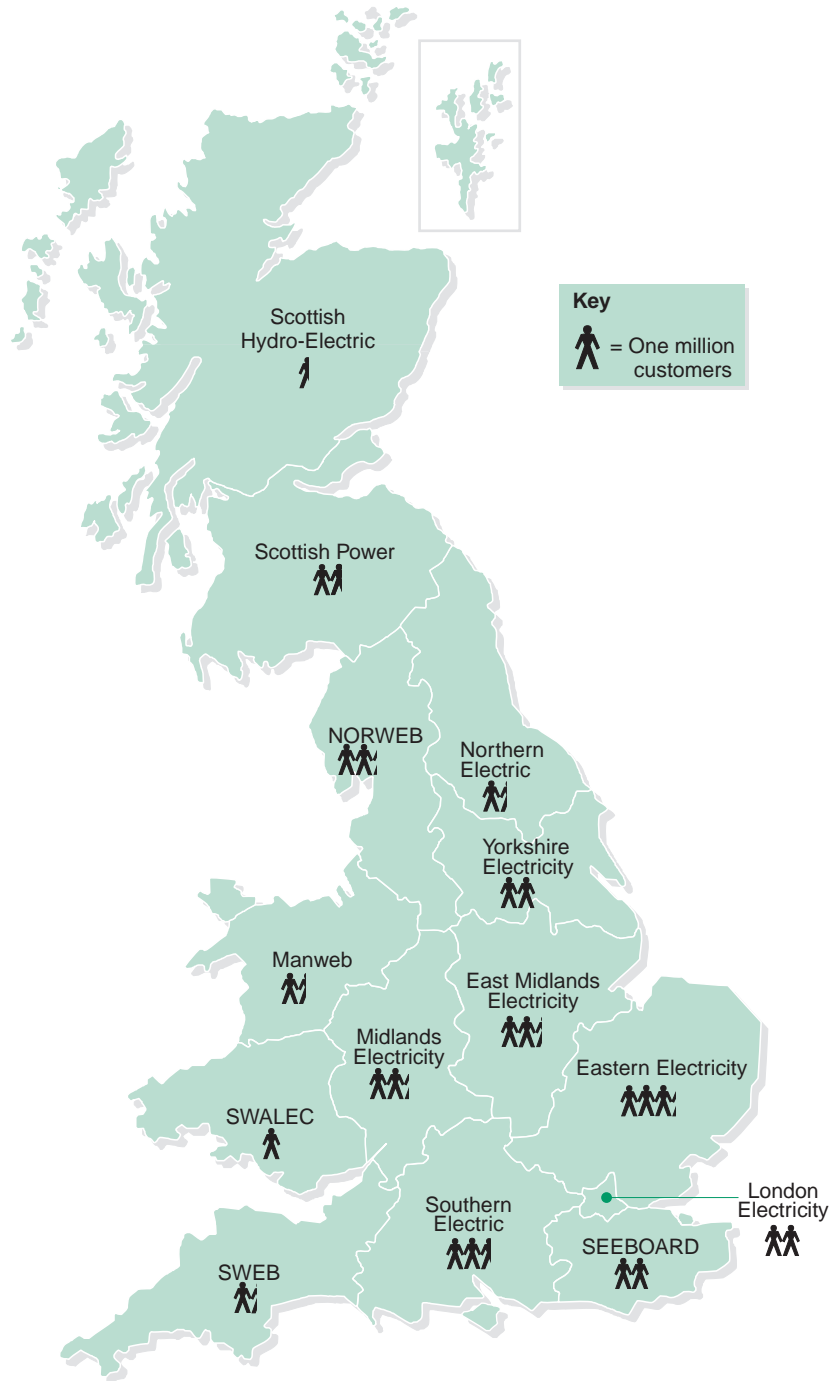 Key
= One million
customers
Scottish
Hydro-Electric
Scottish Power
NORWEB
Northern
Electric
Yorkshire
Electricity
Manweb
East Midlands
Electricity
Midlands
Electricity
Eastern Electricity
SWALEC
London
Electricity
Southern
Electric
SEEBOARD
SWEB